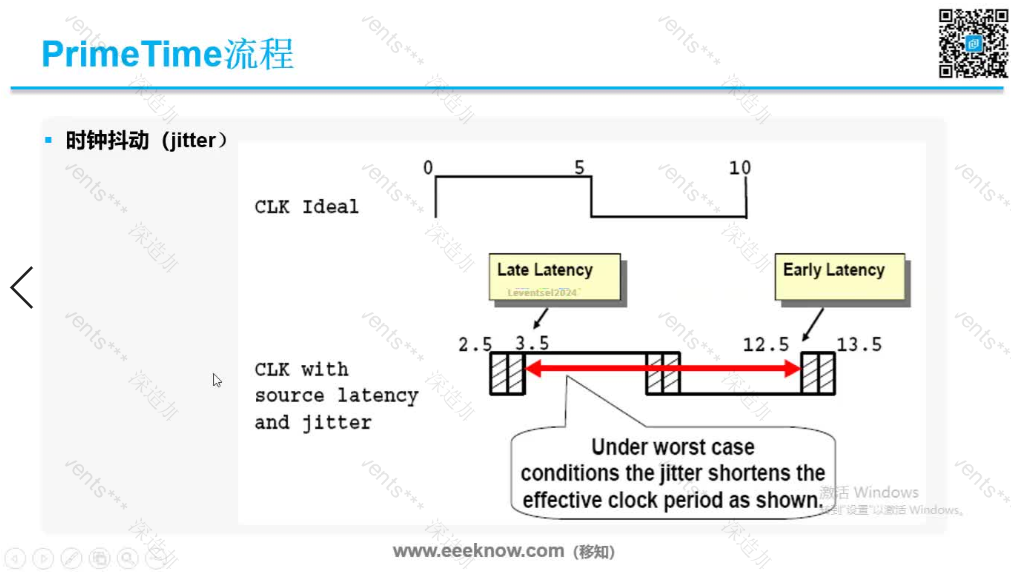 PrimeTime流程
时钟抖动（jitter）
0 5 10
CLK Ideal
Late Latency
Leventsel2024
Early Latency
2.5 3.5 12.5 13.5
CLK with
source latency
and jitter
Under worst case
conditions the jitter shortens the
effective clock period as shown.
激活 Windows
转到"设置"以激活 Windows。
www.eeeknow.com（移知）